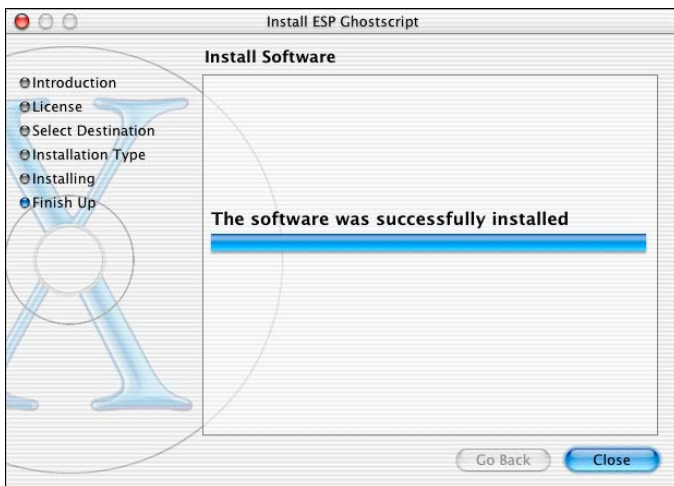 Install ESP Ghostscript
Install Software
Introduction
License
Select Destination
Installation Type
Installing
Finish Up
The software was successfully installed
Go Back
Close